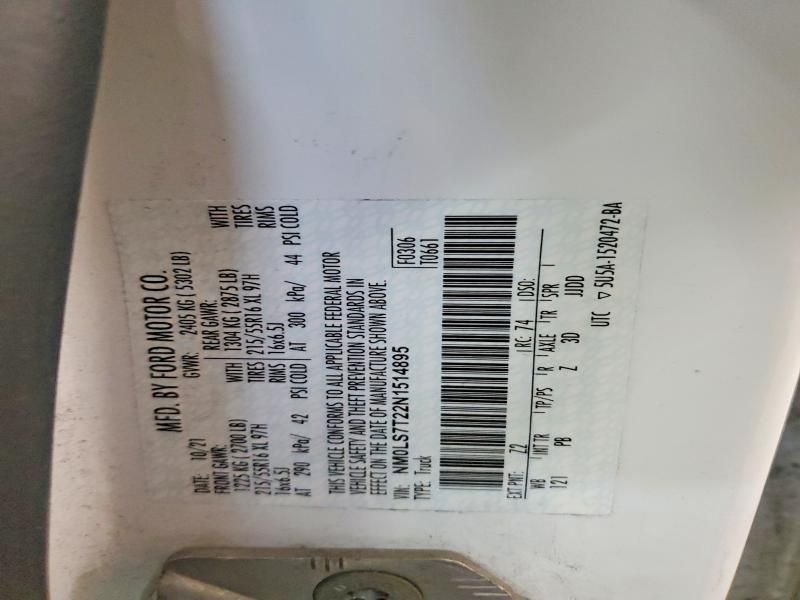 MFD. BY FORD MOTOR CO.
DATE: 10/21 GVWR: 2405 KG ( 5302 LB)
FRONT GAWR: REAR GAWR:
1225 KG ( 2700 LB) WITH 1304 KG ( 2875 LB) WITH
215/55R16 XL 97H TIRES 215/55R16 XL 97H TIRES
16x6.5J RIMS 16x6.5J RIMS
AT 290 kPa/ 42 PSI COLD AT 300 kPa/ 44 PSI COLD
THIS VEHICLE CONFORMS TO ALL APPLICABLE FEDERAL MOTOR
VEHICLE SAFETY AND THEFT PREVENTION STANDARDS IN
EFFECT ON THE DATE OF MANUFACTURE SHOWN ABOVE.
VIN: NM0LS7T22N1514895 F0306
TYPE: Truck T0661
EXT PNT: Z2 RC: 74 DSO:
WB INT TR TP/PS R AXLE TR SPR
121 PB Z 3D JJDD
UTC ▽ 5U5A-1520472-BA